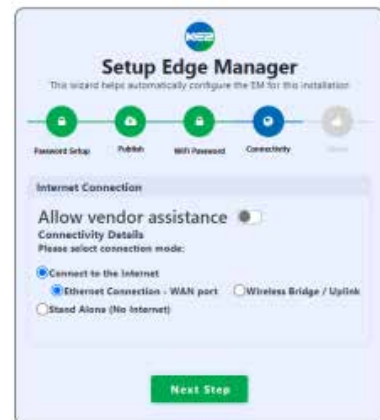 KE2
Setup Edge Manager
This wizard helps automatically configure the EM for this installation
Password Setup
Publish
WiFi Password
Connectivity
Internet Connection
Allow vendor assistance
Connectivity Details
Please select connection mode:
Connect to the Internet
Ethernet Connection - WAN port
Wireless Bridge / Uplink
Stand Alone (No Internet)
Next Step